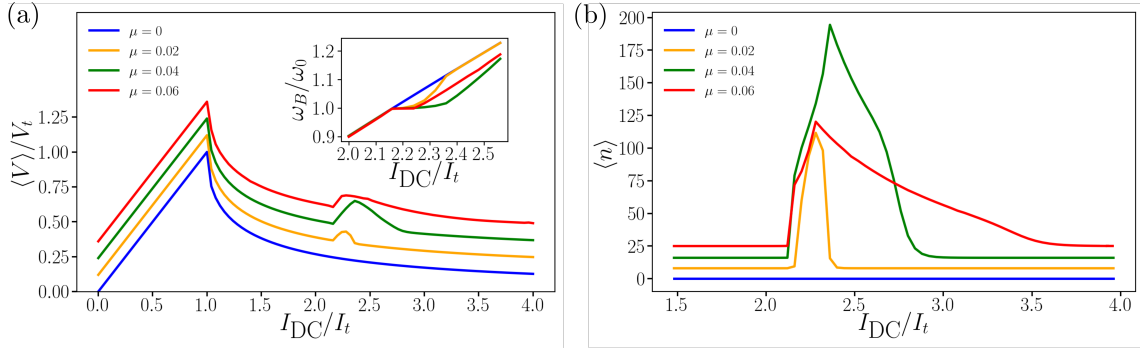 (a)
μ = 0
μ = 0.02
μ = 0.04
μ = 0.06
⟨V⟩/V_t
1.25
1.00
0.75
0.50
0.25
0.00
0.0 0.5 1.0 1.5 2.0 2.5 3.0 3.5 4.0
I_DC/I_t
ω_B/ω_0
1.2
1.1
1.0
0.9
2.0 2.1 2.2 2.3 2.4 2.5
I_DC/I_t
(b)
μ = 0
μ = 0.02
μ = 0.04
μ = 0.06
⟨n⟩
200
175
150
125
100
75
50
25
0
1.5 2.0 2.5 3.0 3.5 4.0
I_DC/I_t